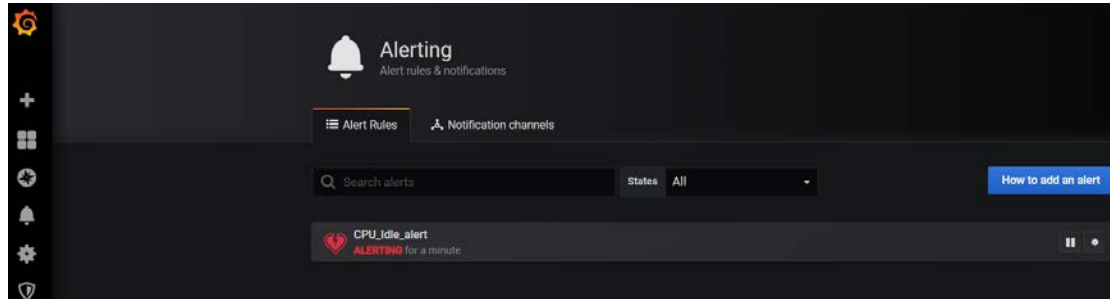 Alerting
Alert rules & notifications
Alert Rules
Notification channels
Search alerts
States All
How to add an alert
CPU_Idle_alert
ALERTING for a minute